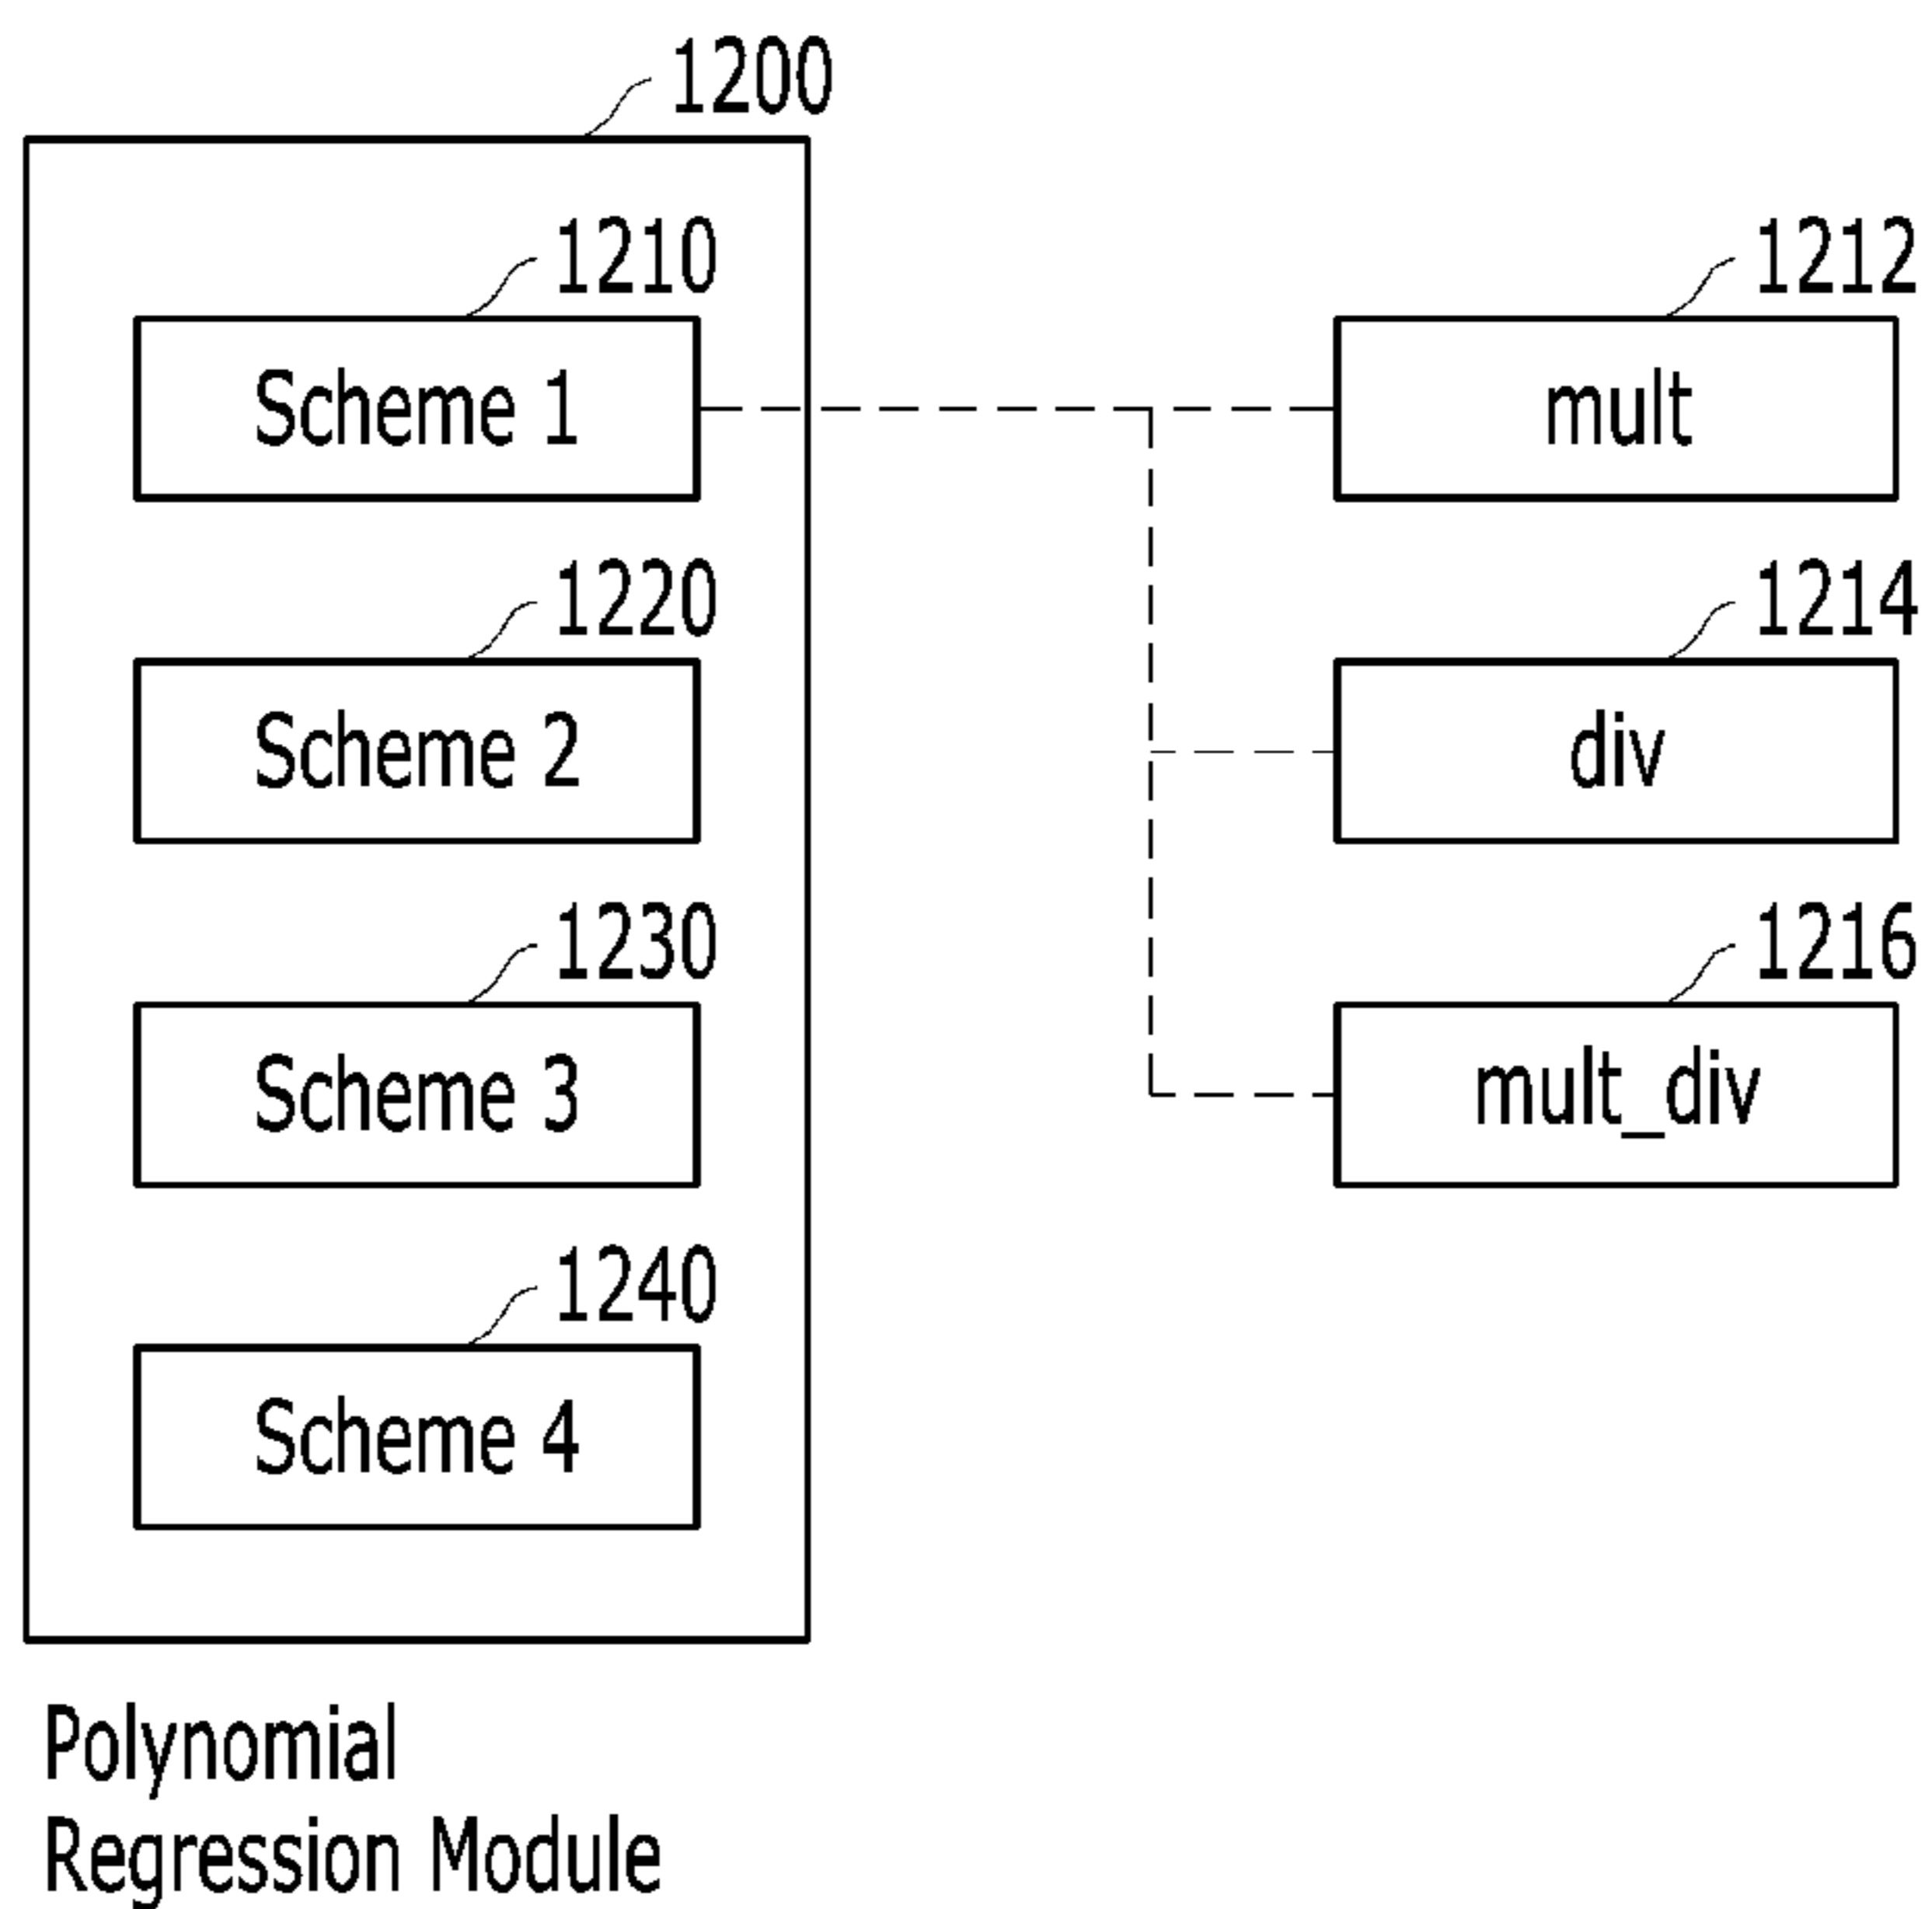 1200
1210
Scheme 1
1212
mult
1220
Scheme 2
1214
div
1230
Scheme 3
1216
mult_div
1240
Scheme 4
Polynomial
Regression Module